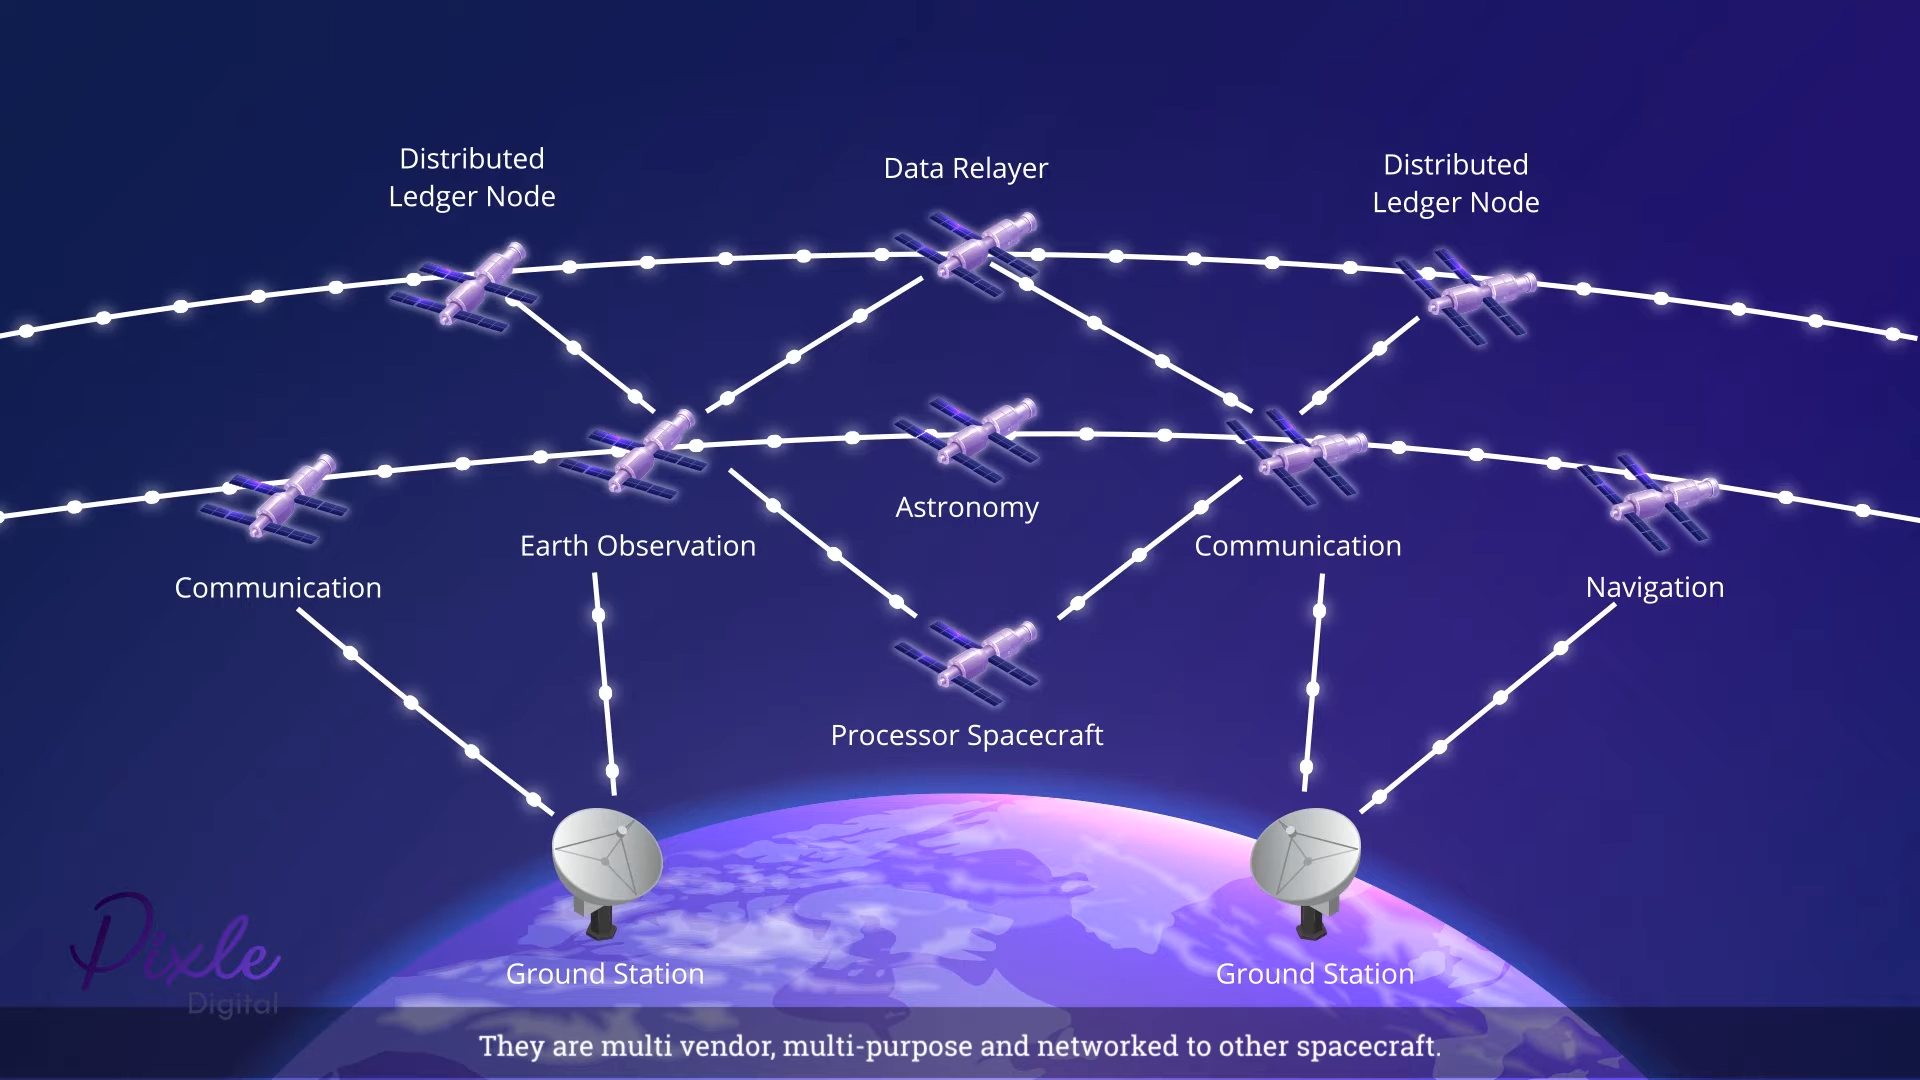 Distributed
Ledger Node
Data Relayer
Distributed
Ledger Node
Astronomy
Earth Observation
Communication
Communication
Navigation
Processor Spacecraft
Ground Station
Ground Station
Pixle
Digital
They are multi vendor, multi-purpose and networked to other spacecraft.